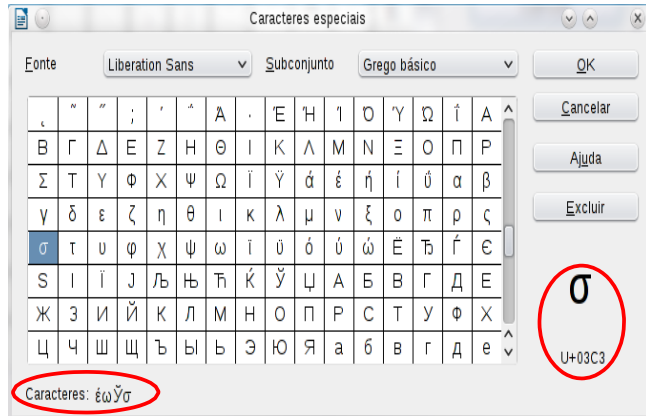 Caracteres especiais
Fonte Liberation Sans Subconjunto Grego básico OK
ͺ ; ΄ ΅ Ά · Έ Ή Ί Ό Ύ Ώ ΐ Α
Cancelar
Β Γ Δ Ε Ζ Η Θ Ι Κ Λ Μ Ν Ξ Ο Π Ρ
Ajuda
Σ Τ Υ Φ Χ Ψ Ω Ϊ Ϋ ά έ ή ί ΰ α β
Excluir
γ δ ε ζ η θ ι κ λ μ ν ξ ο π ρ ς
σ τ υ φ χ ψ ω ϊ ϋ ό ύ ώ Ё Ђ Ѓ Є
Ѕ І Ї Ј Љ Њ Ћ Ќ Ў Џ А Б В Г Д Е
σ
Ж З И Й К Л М Н О П Р С Т У Ф Х
Ц Ч Ш Щ Ъ Ы Ь Э Ю Я а б в г д е
U+03C3
Caracteres: έωЎσ